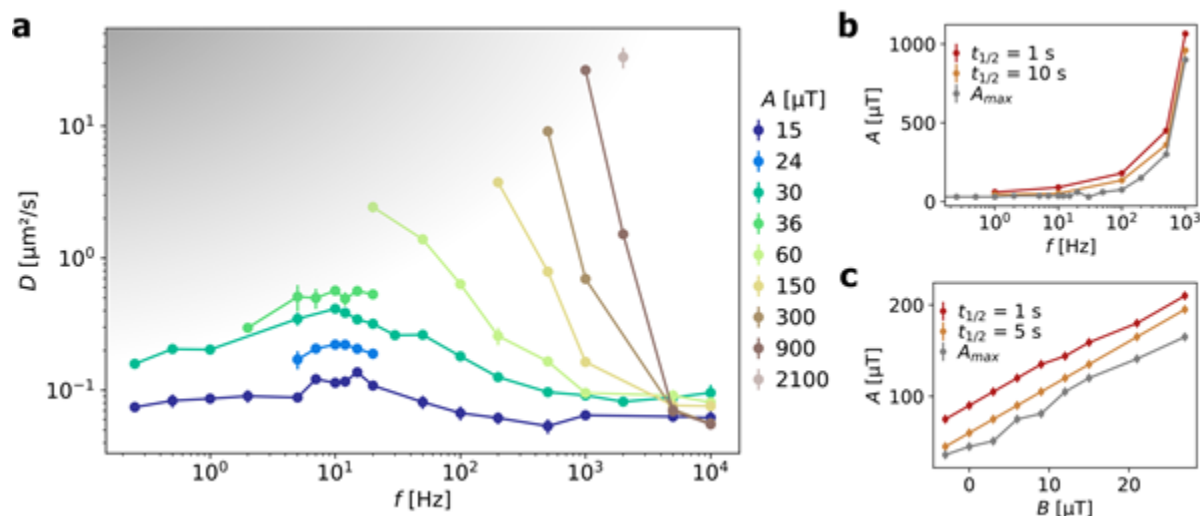 a
D [µm²/s]
10¹
10⁰
10⁻¹
10⁰
10¹
10²
10³
10⁴
f [Hz]
A [µT]
15
24
30
36
60
150
300
900
2100
b
A [µT]
1000
500
0
t1/2 = 1 s
t1/2 = 10 s
Amax
10⁰
10¹
10²
10³
f [Hz]
c
A [µT]
200
100
t1/2 = 1 s
t1/2 = 5 s
Amax
0
10
20
B [µT]